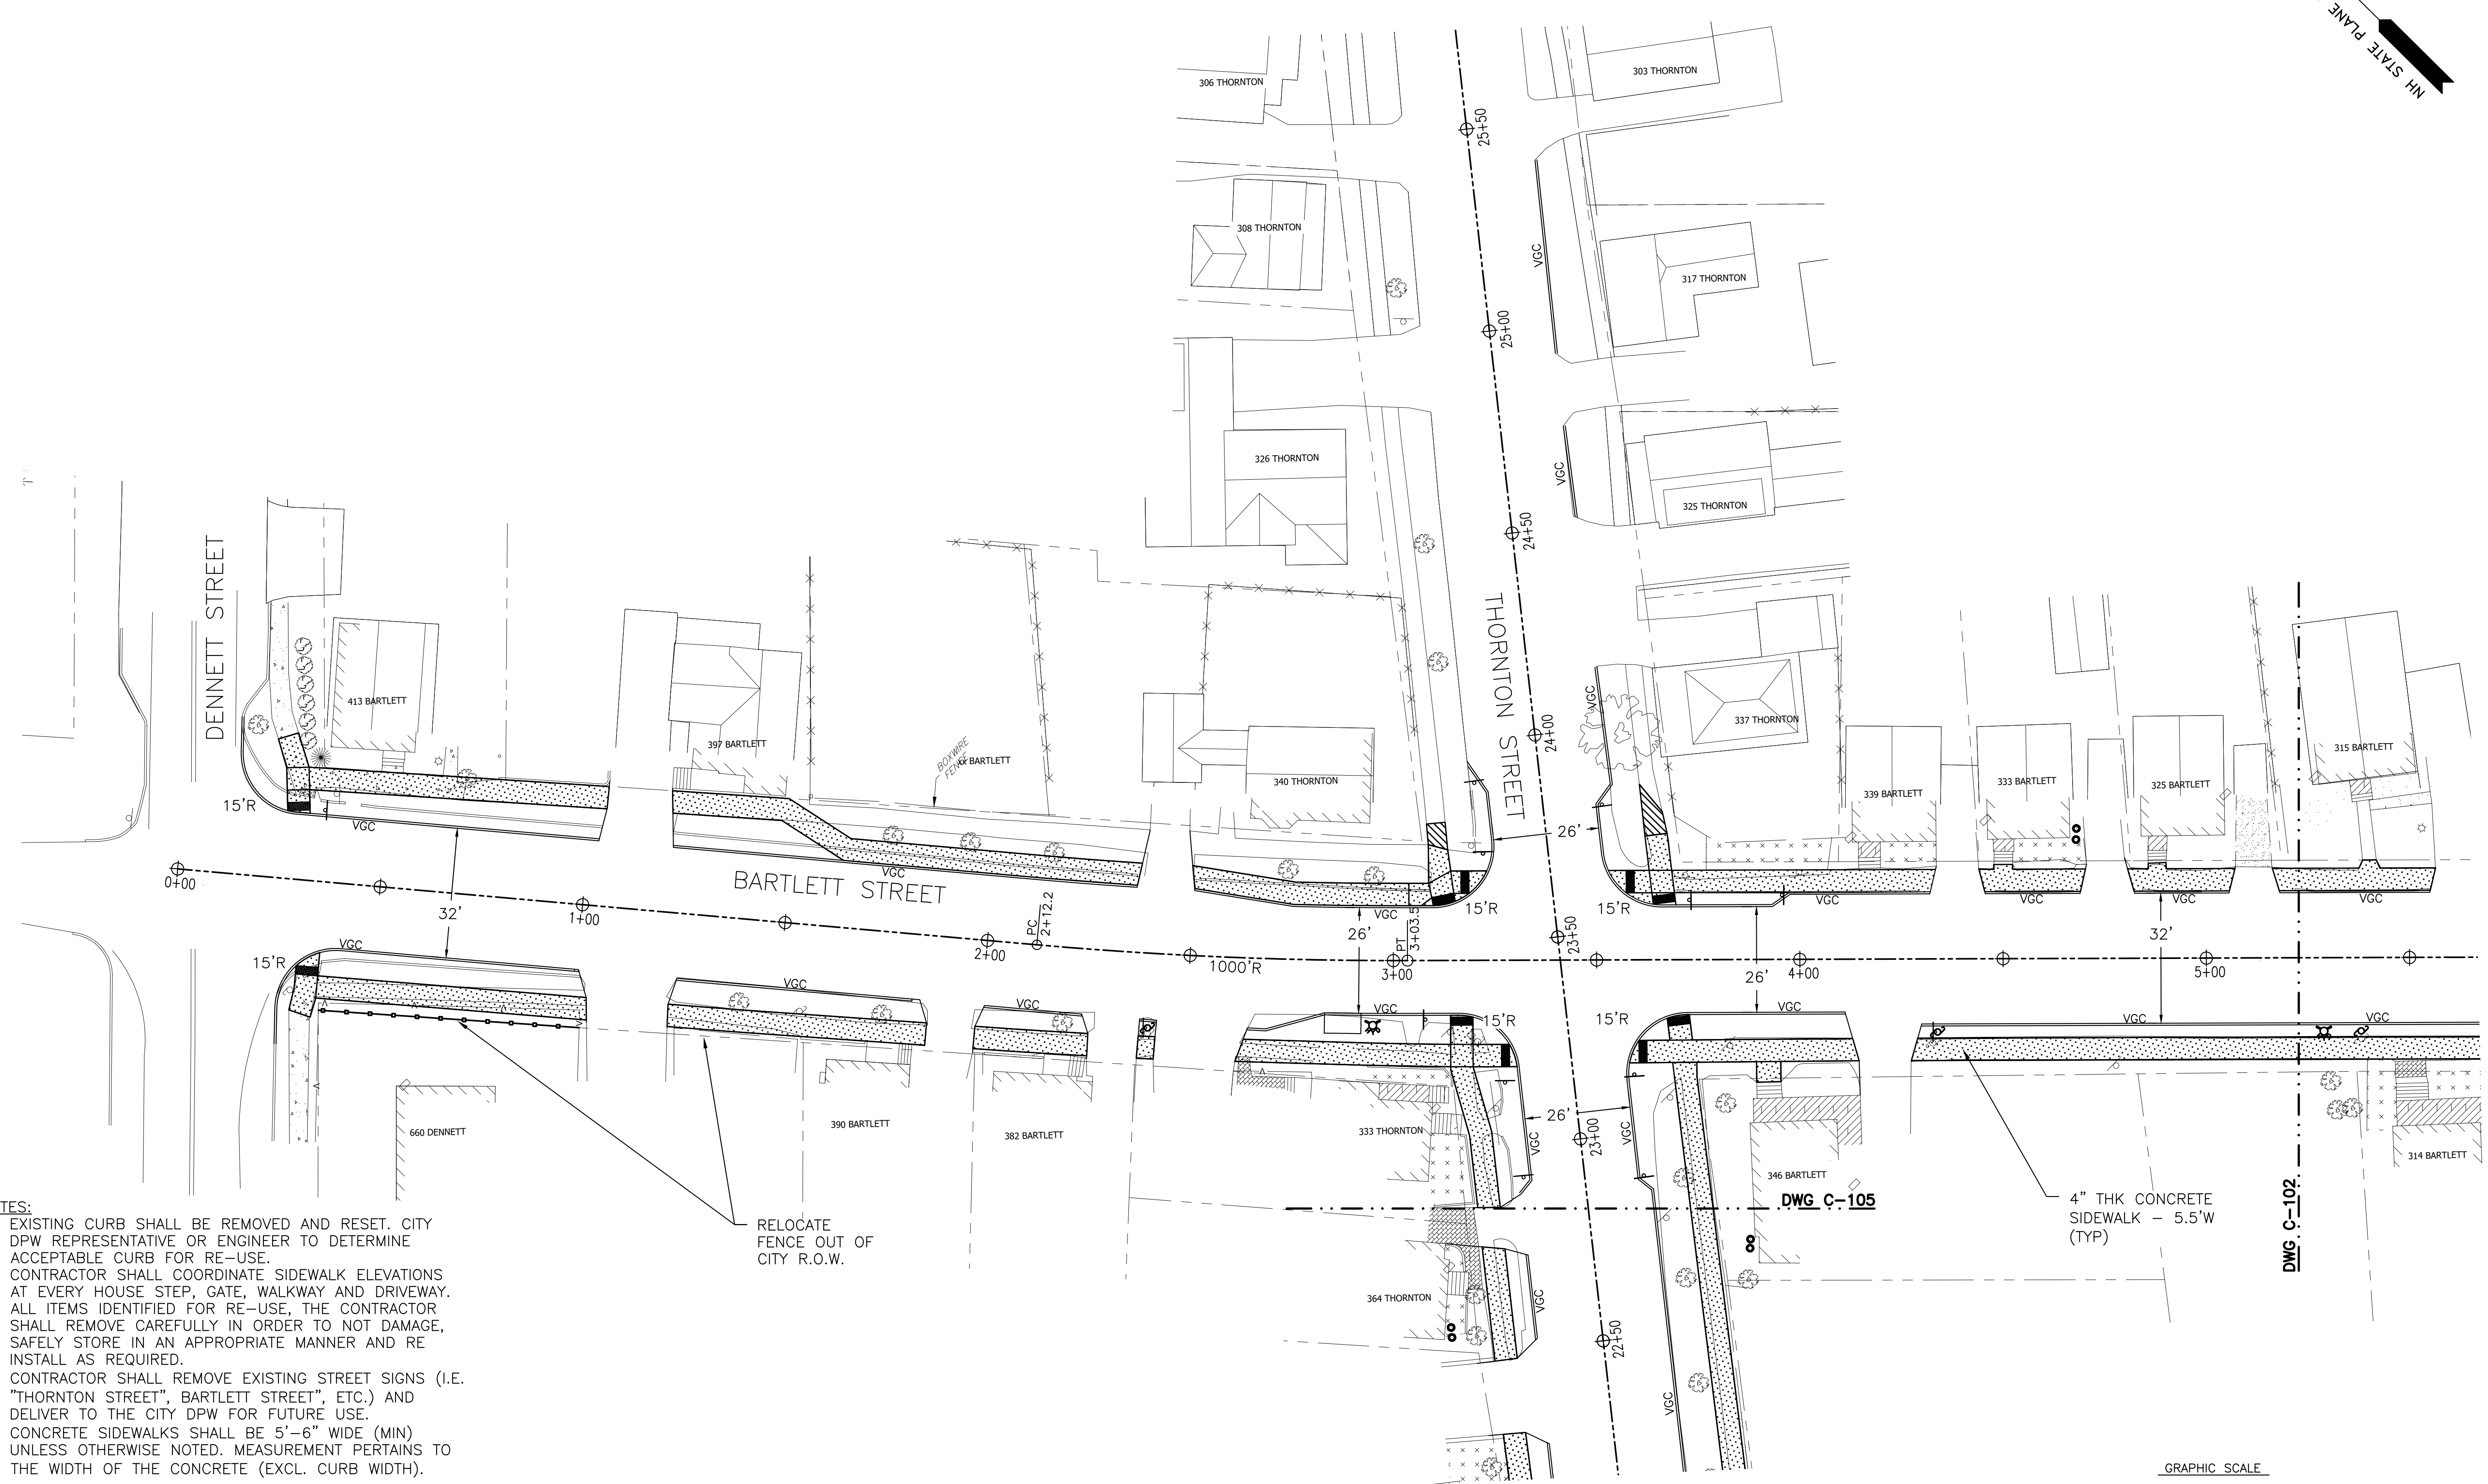 NH STATE PLANE
306 THORNTON
303 THORNTON
25+50
308 THORNTON
VGC
317 THORNTON
25+00
326 THORNTON
VGC
325 THORNTON
24+50
DENNETT STREET
THORNTON STREET
413 BARTLETT
397 BARTLETT
BOXWIRE
FENCE
xx BARTLETT
340 THORNTON
24+00
VGC
337 THORNTON
339 BARTLETT
333 BARTLETT
325 BARTLETT
315 BARTLETT
15'R
VGC
26'
0+00
32'
1+00
BARTLETT STREET
VGC
PC
2+12.2
2+00
1000'R
26'
VGC
PT
3+03.5
3+00
15'R
23+50
15'R
VGC
26'
4+00
VGC
VGC
32'
VGC
5+00
15'R
VGC
VGC
VGC
VGC
15'R
15'R
VGC
VGC
VGC
660 DENNETT
390 BARTLETT
382 BARTLETT
333 THORNTON
26'
VGC
23+00
VGC
346 BARTLETT
314 BARTLETT
DWG C-105
DWG. C-102
4" THK CONCRETE
SIDEWALK – 5.5'W
(TYP)
RELOCATE
FENCE OUT OF
CITY R.O.W.
364 THORNTON
VGC
22+50
VGC
TES:
EXISTING CURB SHALL BE REMOVED AND RESET. CITY
DPW REPRESENTATIVE OR ENGINEER TO DETERMINE
ACCEPTABLE CURB FOR RE–USE.
CONTRACTOR SHALL COORDINATE SIDEWALK ELEVATIONS
AT EVERY HOUSE STEP, GATE, WALKWAY AND DRIVEWAY.
ALL ITEMS IDENTIFIED FOR RE–USE, THE CONTRACTOR
SHALL REMOVE CAREFULLY IN ORDER TO NOT DAMAGE,
SAFELY STORE IN AN APPROPRIATE MANNER AND RE
INSTALL AS REQUIRED.
CONTRACTOR SHALL REMOVE EXISTING STREET SIGNS (I.E.
"THORNTON STREET", BARTLETT STREET", ETC.) AND
DELIVER TO THE CITY DPW FOR FUTURE USE.
CONCRETE SIDEWALKS SHALL BE 5'–6" WIDE (MIN)
UNLESS OTHERWISE NOTED. MEASUREMENT PERTAINS TO
THE WIDTH OF THE CONCRETE (EXCL. CURB WIDTH).
GRAPHIC SCALE